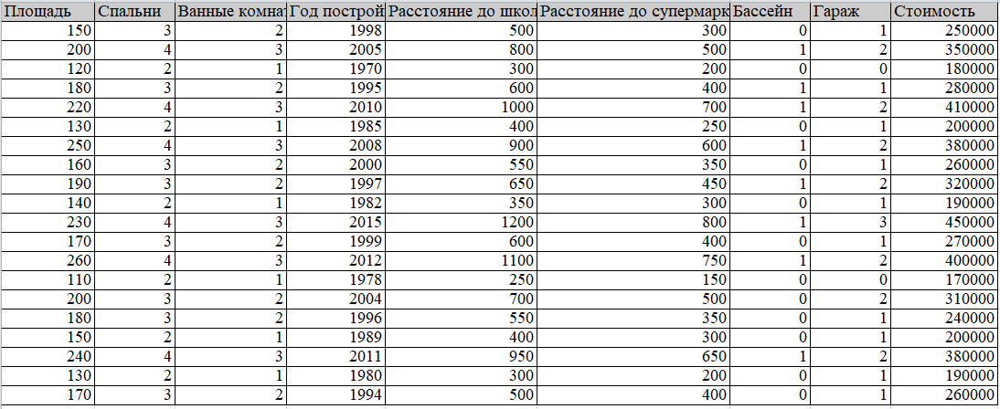 Площадь Спальни Ванные комнат Год построй Расстояние до школ Расстояние до супермарк Бассейн Гараж Стоимость
150 3 2 1998 500 300 0 1 250000
200 4 3 2005 800 500 1 2 350000
120 2 1 1970 300 200 0 0 180000
180 3 2 1995 600 400 1 1 280000
220 4 3 2010 1000 700 1 2 410000
130 2 1 1985 400 250 0 1 200000
250 4 3 2008 900 600 1 2 380000
160 3 2 2000 550 350 0 1 260000
190 3 2 1997 650 450 1 2 320000
140 2 1 1982 350 300 0 1 190000
230 4 3 2015 1200 800 1 3 450000
170 3 2 1999 600 400 0 1 270000
260 4 3 2012 1100 750 1 2 400000
110 2 1 1978 250 150 0 0 170000
200 3 2 2004 700 500 0 2 310000
180 3 2 1996 550 350 0 1 240000
150 2 1 1989 400 300 0 1 200000
240 4 3 2011 950 650 1 2 380000
130 2 1 1980 300 200 0 1 190000
170 3 2 1994 500 400 0 1 260000